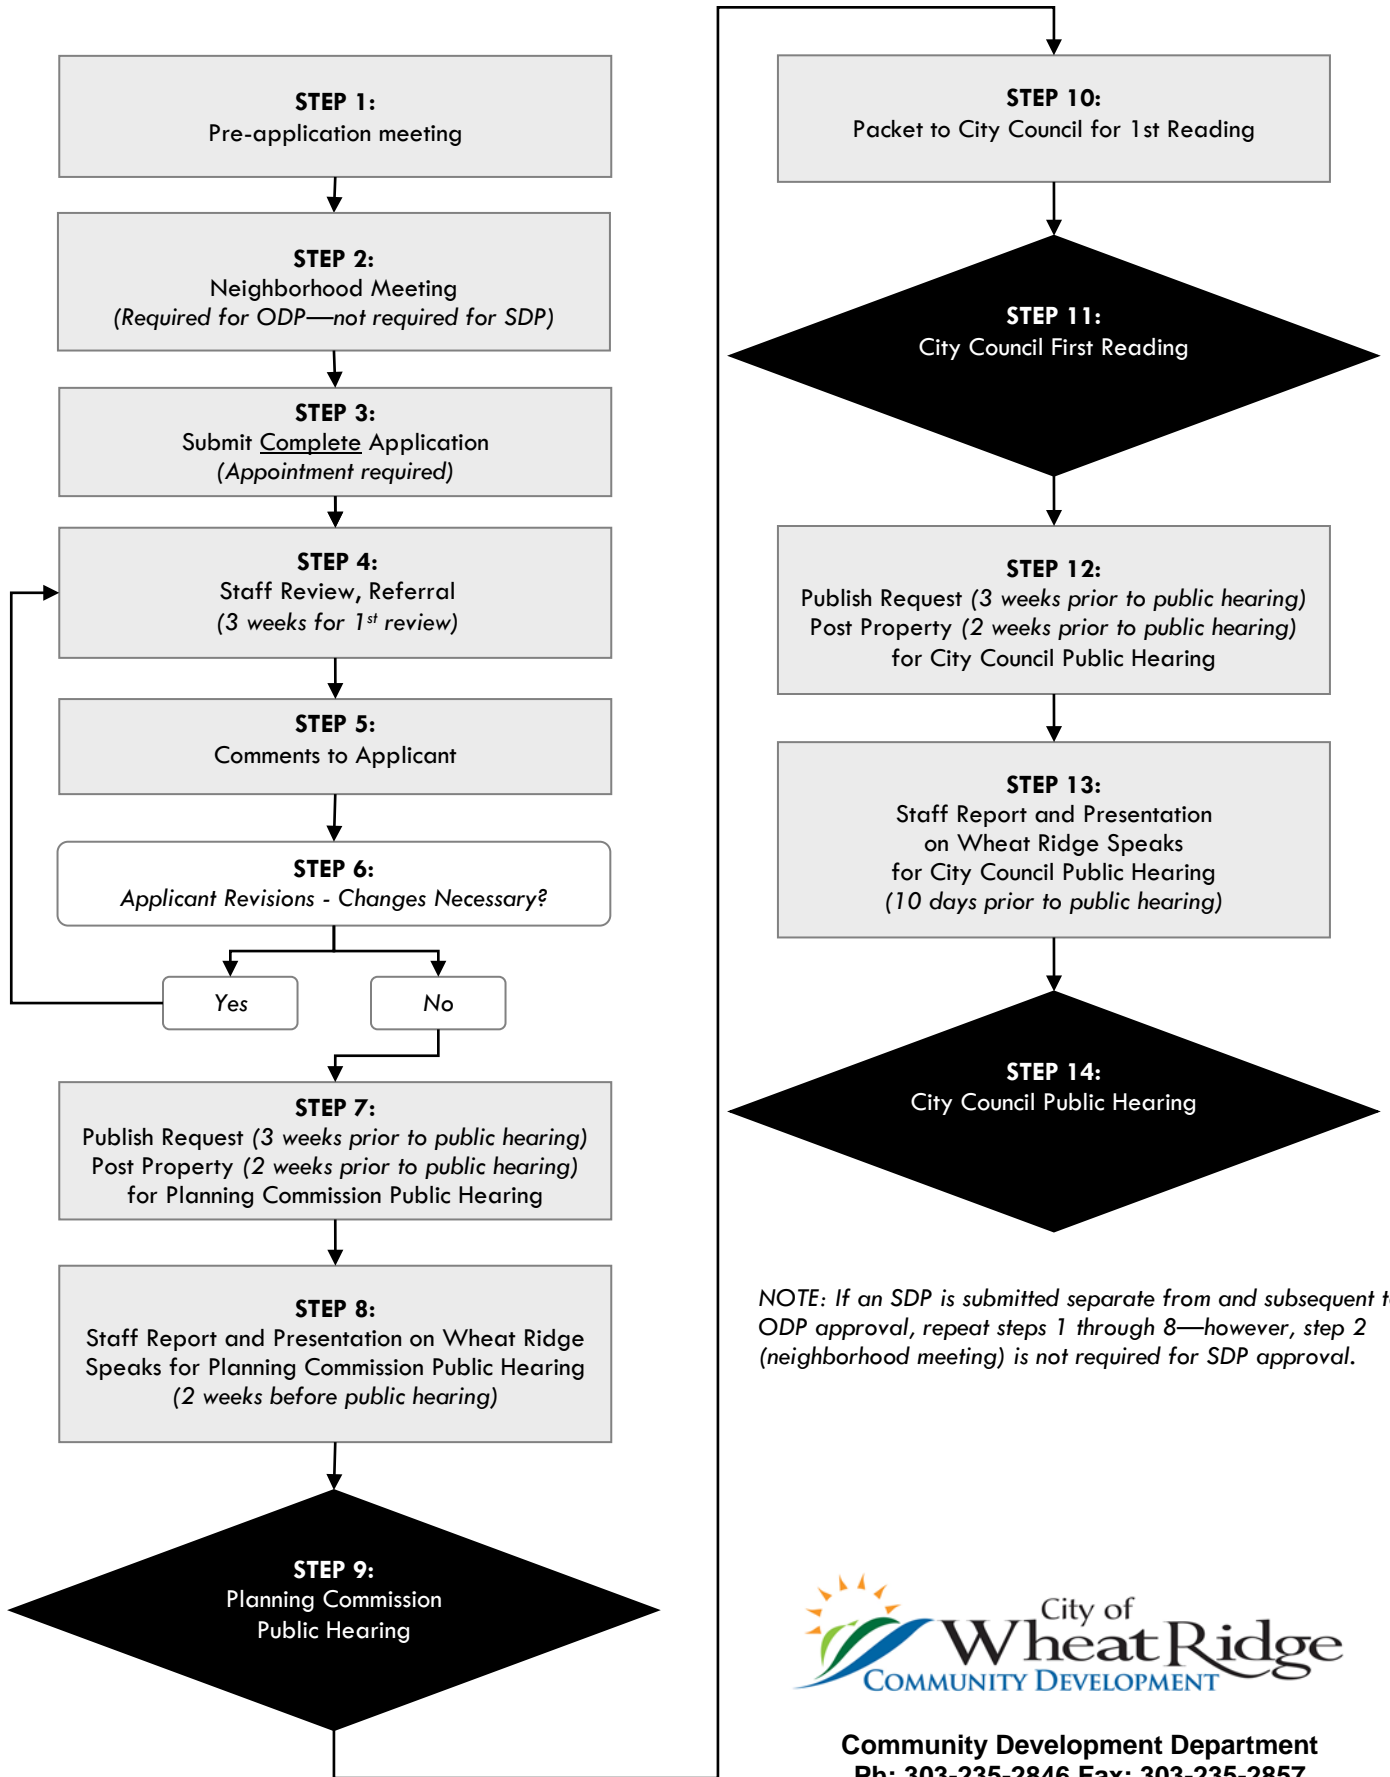 STEP 1:
Pre-application meeting
STEP 2:
Neighborhood Meeting
(Required for ODP—not required for SDP)
STEP 3:
Submit Complete Application
(Appointment required)
STEP 4:
Staff Review, Referral
(3 weeks for 1st review)
STEP 5:
Comments to Applicant
STEP 6:
Applicant Revisions - Changes Necessary?
Yes
No
STEP 7:
Publish Request (3 weeks prior to public hearing)
Post Property (2 weeks prior to public hearing)
for Planning Commission Public Hearing
STEP 8:
Staff Report and Presentation on Wheat Ridge
Speaks for Planning Commission Public Hearing
(2 weeks before public hearing)
STEP 9:
Planning Commission
Public Hearing
STEP 10:
Packet to City Council for 1st Reading
STEP 11:
City Council First Reading
STEP 12:
Publish Request (3 weeks prior to public hearing)
Post Property (2 weeks prior to public hearing)
for City Council Public Hearing
STEP 13:
Staff Report and Presentation
on Wheat Ridge Speaks
for City Council Public Hearing
(10 days prior to public hearing)
STEP 14:
City Council Public Hearing
NOTE: If an SDP is submitted separate from and subsequent to
ODP approval, repeat steps 1 through 8—however, step 2
(neighborhood meeting) is not required for SDP approval.
City of
Wheat Ridge
COMMUNITY DEVELOPMENT
Community Development Department
Ph: 303-235-2846 Fax: 303-235-2857